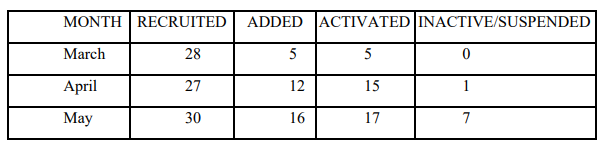 MONTH RECRUITED ADDED ACTIVATED INACTIVE/SUSPENDED
March 28 5 5 0
April 27 12 15 1
May 30 16 17 7